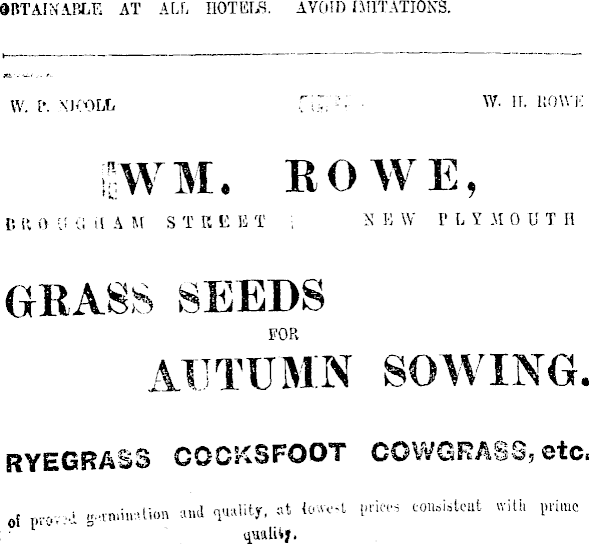 OBTAINABLE AT ALL HOTELS. AVOID IMITATIONS.
W. P. NICOLL W. H. ROWE
WM. ROWE,
BROUGHAM STREET NEW PLYMOUTH
GRASS SEEDS
FOR
AUTUMN SOWING.
RYEGRASS COCKSFOOT COWGRASS, etc.
of proved germination and quality, at lowest prices consistent with prime
quality.